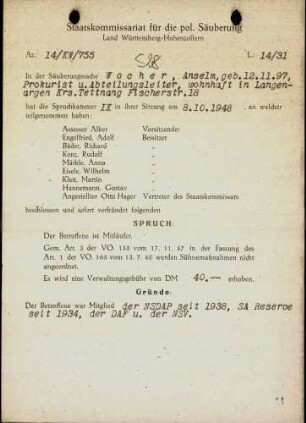 Staatskommissariat für die pol. Säuberung
Land Württemberg-Hohenzollern
Az.: 14/XV/755
L: 14/31
In der Säuberungssache Wocher, Anselm, geb. 12.11.97,
Prokurist u. Abteilungsleiter, wohnhaft in Langen-
argen Krs. Tettnang Fischerstr. 18
hat die Spruchkammer IX in ihrer Sitzung am 8.10.1948, an welcher
teilgenommen haben:
Assessor Alber Vorsitzender
Engelfried, Adolf Beisitzer
Bäder, Richard "
Kotz, Rudolf "
Märkle, Anna "
Eisele, Wilhelm "
Klatt, Martin "
Hannemann, Gustav "
Angestellter Otto Hager Vertreter des Staatskommissars
beschlossen und sofort verkündet folgenden
SPRUCH:
Der Betroffene ist Mitläufer.
Gem. Art. 3 der VO. 133 vom 17. 11. 47 in der Fassung des
Art. 1 der VO. 165 vom 13. 7. 48 werden Sühnemaßnahmen nicht
angeordnet.
Es wird eine Verwaltungsgebühr von DM 40.-- erhoben.
Gründe:
Der Betroffene war Mitglied der NSDAP seit 1938, SA Reserve
seit 1934, der DAF u. der NSV.